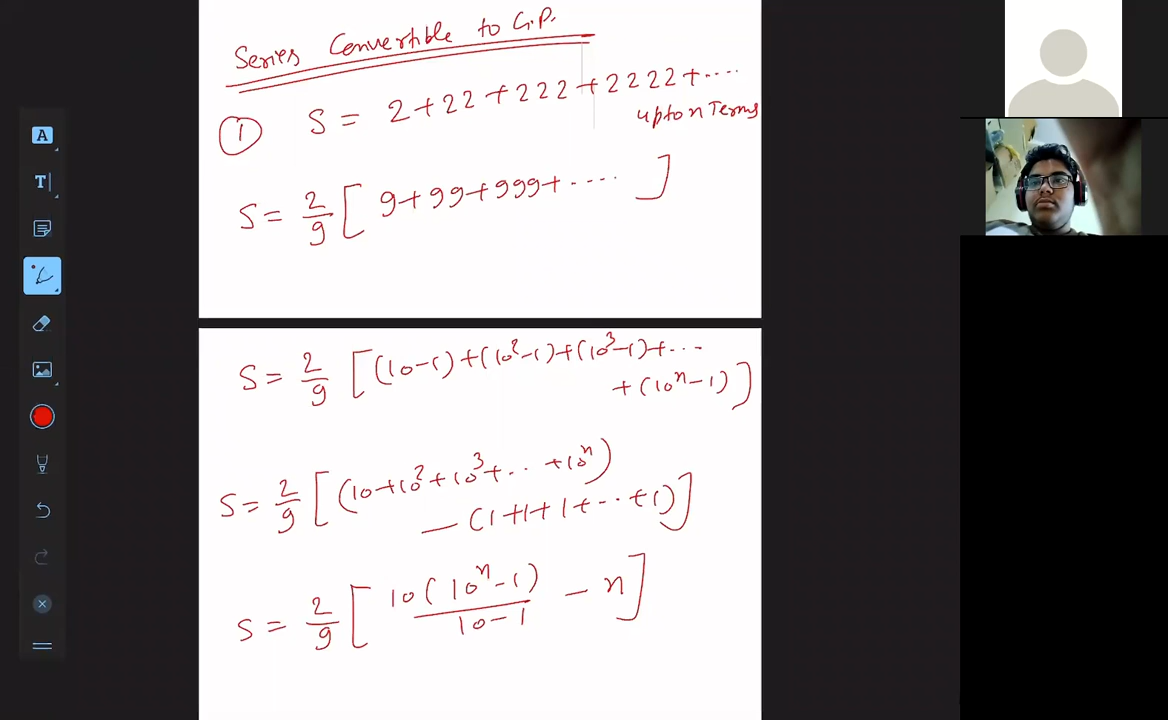 Series Convertible to G.P.
① S = 2+22+222+2222+....
upto n Terms
S = 2/9 [ 9+99+999+.... ]
S = 2/9 [(10-1)+(10²-1)+(10³-1)+...
+(10ⁿ-1)]
S = 2/9 [(10+10²+10³+... +10ⁿ)
-(1+1+1+...+1)]
S = 2/9 [ 10(10ⁿ-1)/10-1 - n ]